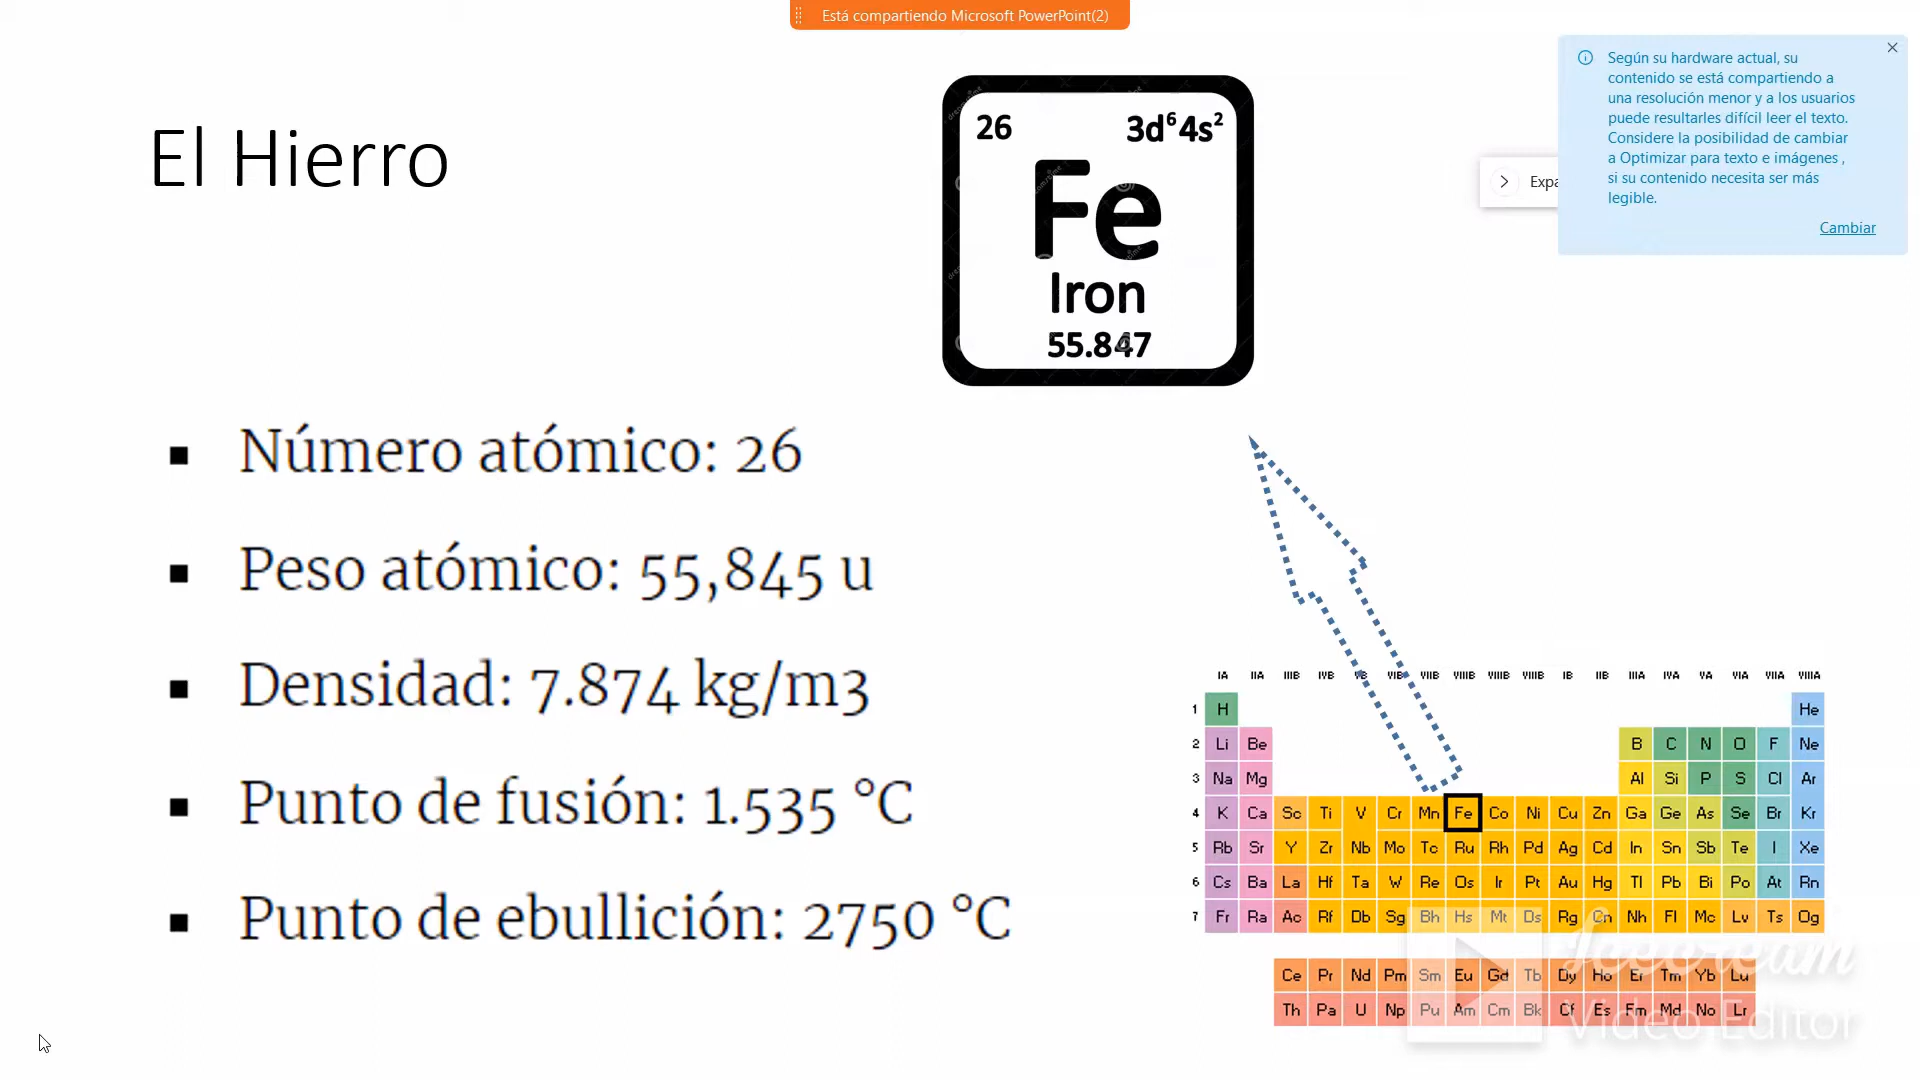 Está compartiendo Microsoft PowerPoint(2)
Según su hardware actual, su
contenido se está compartiendo a
una resolución menor y a los usuarios
puede resultarles difícil leer el texto.
Considere la posibilidad de cambiar
a Optimizar para texto e imágenes ,
si su contenido necesita ser más
legible.
Cambiar
Expa
El Hierro
26 3d⁶4s²
Fe
Iron
55.847
Número atómico: 26
Peso atómico: 55,845 u
Densidad: 7.874 kg/m3
Punto de fusión: 1.535 °C
Punto de ebullición: 2750 °C
IA IIA IIIB IVB VB VIB VIIB VIIIB VIIIB VIIIB IB IIB IIIA IVA VA VIA VIIA VIIIA
1 H He
2 Li Be B C N O F Ne
3 Na Mg Al Si P S Cl Ar
4 K Ca Sc Ti V Cr Mn Fe Co Ni Cu Zn Ga Ge As Se Br Kr
5 Rb Sr Y Zr Nb Mo Tc Ru Rh Pd Ag Cd In Sn Sb Te I Xe
6 Cs Ba La Hf Ta W Re Os Ir Pt Au Hg Tl Pb Bi Po At Rn
7 Fr Ra Ac Rf Db Sg Bh Hs Mt Ds Rg Cn Nh Fl Mc Lv Ts Og
Ce Pr Nd Pm Sm Eu Gd Tb Dy Ho Er Tm Yb Lu
Th Pa U Np Pu Am Cm Bk Cf Es Fm Md No Lr
Icecream
Video Editor